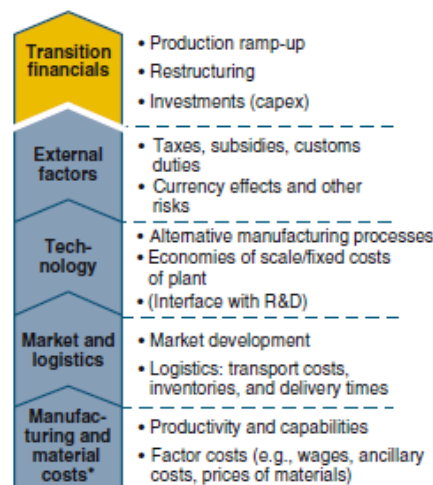 Transition
financials
• Production ramp-up
• Restructuring
• Investments (capex)
External
factors
• Taxes, subsidies, customs
duties
• Currency effects and other
risks
Tech-
nology
• Alternative manufacturing processes
• Economies of scale/fixed costs
of plant
• (Interface with R&D)
Market and
logistics
• Market development
• Logistics: transport costs,
inventories, and delivery times
Manufac-
turing and
material
costs*
• Productivity and capabilities
• Factor costs (e.g., wages, ancillary
costs, prices of materials)